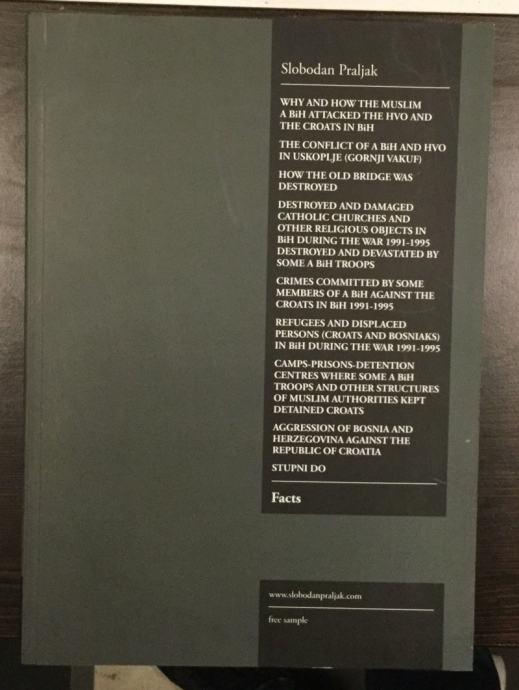 Slobodan Praljak
WHY AND HOW THE MUSLIM
A BiH ATTACKED THE HVO AND
THE CROATS IN BiH
THE CONFLICT OF A BiH AND HVO
IN USKOPLJE (GORNJI VAKUF)
HOW THE OLD BRIDGE WAS
DESTROYED
DESTROYED AND DAMAGED
CATHOLIC CHURCHES AND
OTHER RELIGIOUS OBJECTS IN
BiH DURING THE WAR 1991-1995
DESTROYED AND DEVASTATED BY
SOME A BiH TROOPS
CRIMES COMMITTED BY SOME
MEMBERS OF A BiH AGAINST THE
CROATS IN BiH 1991-1995
REFUGEES AND DISPLACED
PERSONS (CROATS AND BOSNIAKS)
IN BiH DURING THE WAR 1991-1995
CAMPS-PRISONS-DETENTION
CENTRES WHERE SOME A BiH
TROOPS AND OTHER STRUCTURES
OF MUSLIM AUTHORITIES KEPT
DETAINED CROATS
AGGRESSION OF BOSNIA AND
HERZEGOVINA AGAINST THE
REPUBLIC OF CROATIA
STUPNI DO
Facts
www.slobodanpraljak.com
free sample